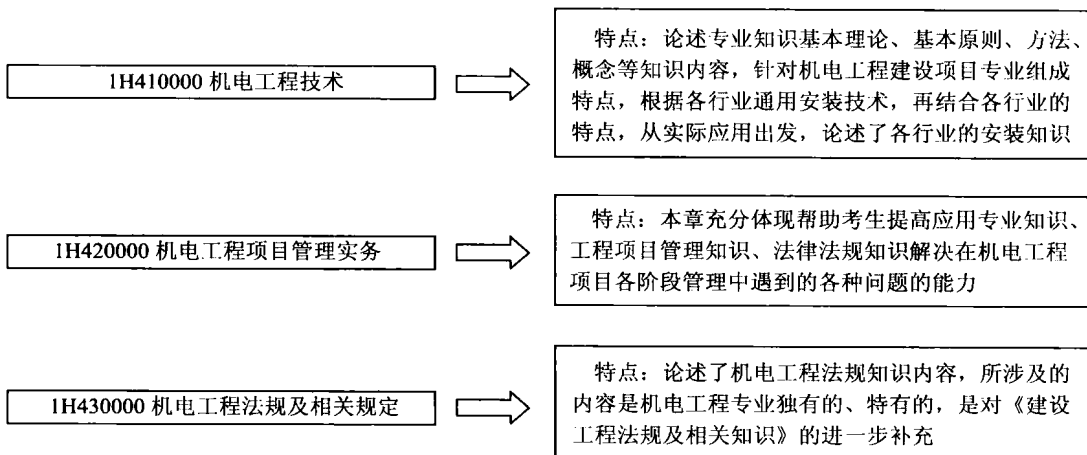 1H410000 机电工程技术
特点：论述专业知识基本理论、基本原则、方法、
概念等知识内容，针对机电工程建设项目专业组成
特点，根据各行业通用安装技术，再结合各行业的
特点，从实际应用出发，论述了各行业的安装知识
1H420000 机电工程项目管理实务
特点：本章充分体现帮助考生提高应用专业知识、
工程项目管理知识、法律法规知识解决在机电工程
项目各阶段管理中遇到的各种问题的能力
1H430000 机电工程法规及相关规定
特点：论述了机电工程法规知识内容，所涉及的
内容是机电工程专业独有的、特有的，是对《建设
工程法规及相关知识》的进一步补充